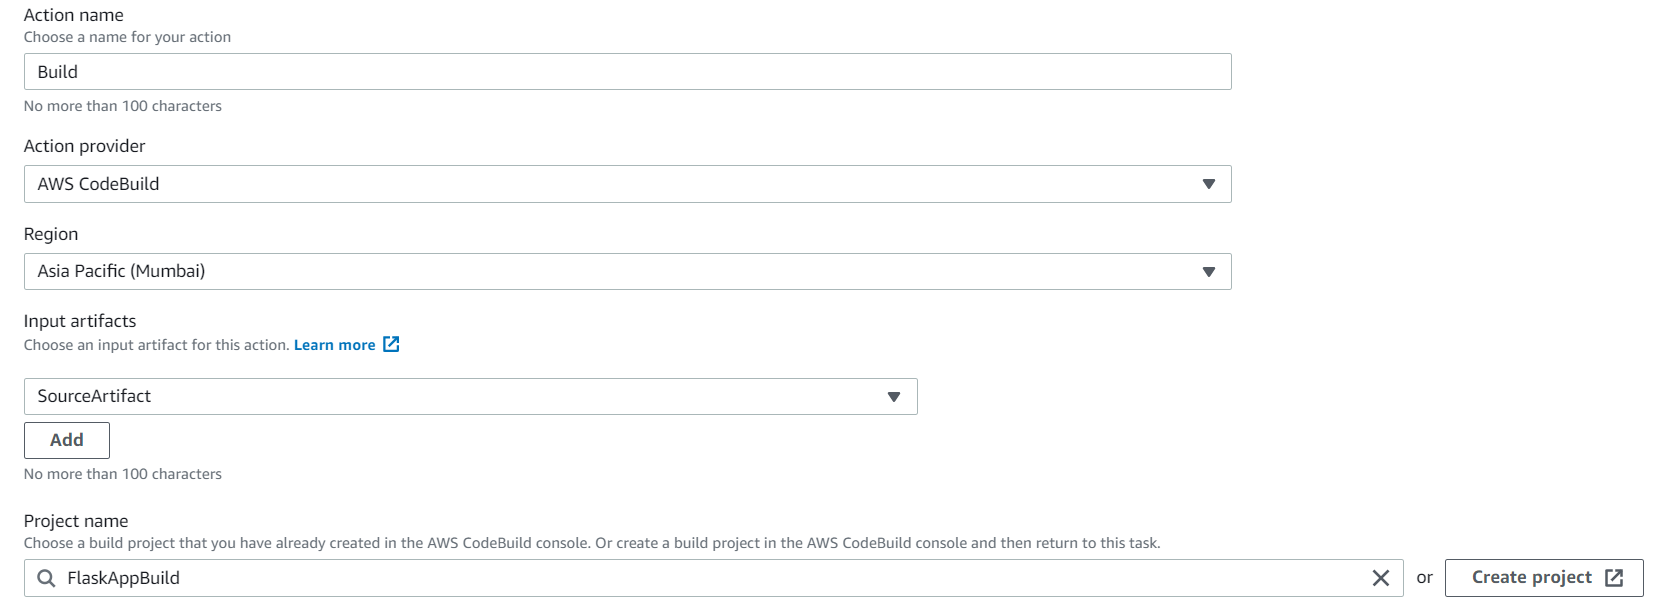 Action name
Choose a name for your action
Build
No more than 100 characters
Action provider
AWS CodeBuild
Region
Asia Pacific (Mumbai)
Input artifacts
Choose an input artifact for this action. Learn more
SourceArtifact
Add
No more than 100 characters
Project name
Choose a build project that you have already created in the AWS CodeBuild console. Or create a build project in the AWS CodeBuild console and then return to this task.
FlaskAppBuild or Create project